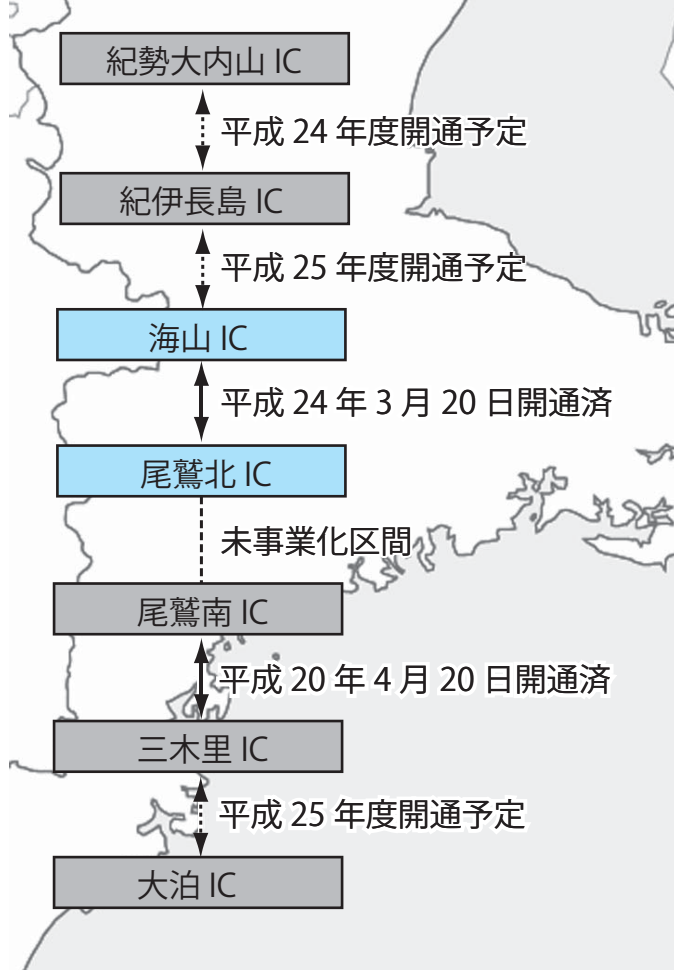 紀勢大内山 IC
平成 24 年度開通予定
紀伊長島 IC
平成 25 年度開通予定
海山 IC
平成 24 年 3 月 20 日開通済
尾鷲北 IC
未事業化区間
尾鷲南 IC
平成 20 年 4 月 20 日開通済
三木里 IC
平成 25 年度開通予定
大泊 IC